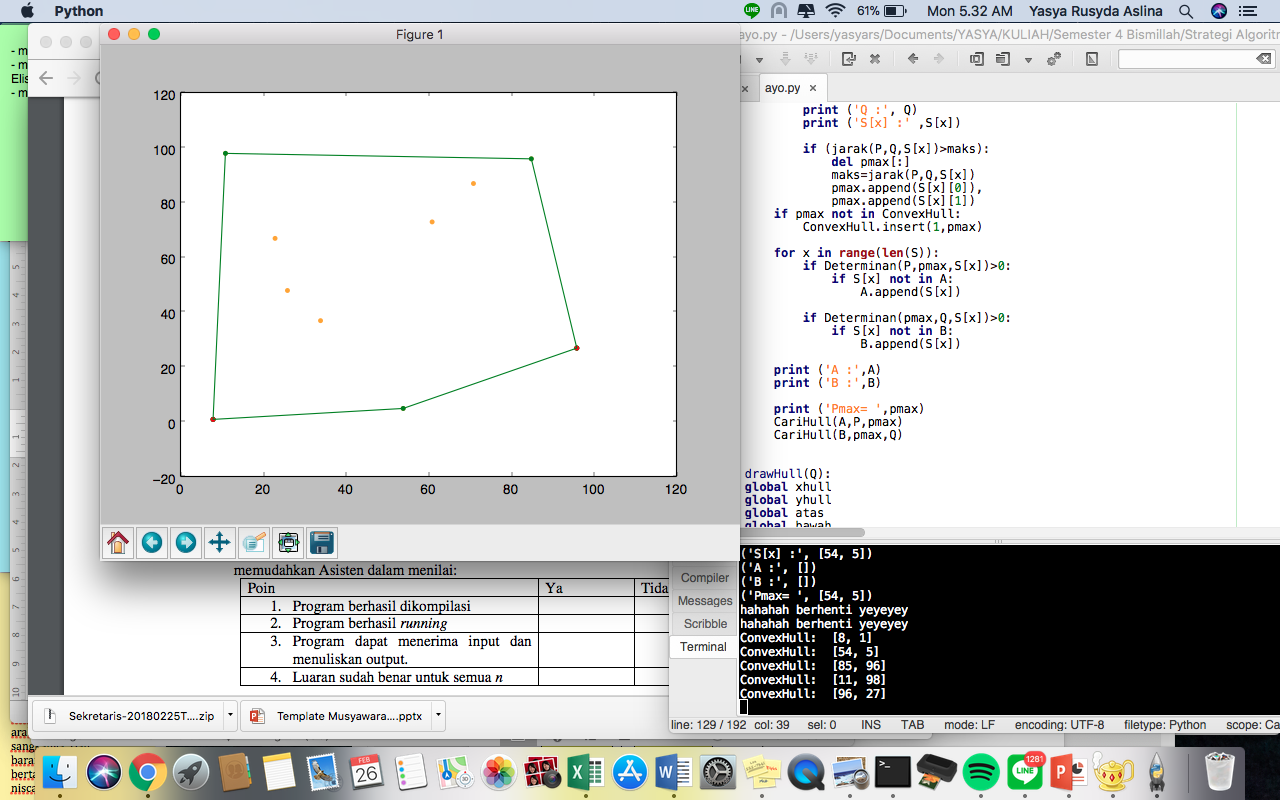 Python
61%
Mon 5.32 AM
Yasya Rusyda Aslina
Figure 1
ayo.py - /Users/yasyars/Documents/YASYA/KULIAH/Semester 4 Bismillah/Strategi Algoritm
ayo.py
- m
- m
Elis
- m
120
100
80
60
40
20
0
−20
0
20
40
60
80
100
120
print ('Q :', Q)
print ('S[x] :' ,S[x])
if (jarak(P,Q,S[x])>maks):
del pmax[:]
maks=jarak(P,Q,S[x])
pmax.append(S[x][0]),
pmax.append(S[x][1])
if pmax not in ConvexHull:
ConvexHull.insert(1,pmax)
for x in range(len(S)):
if Determinan(P,pmax,S[x])>0:
if S[x] not in A:
A.append(S[x])
if Determinan(pmax,Q,S[x])>0:
if S[x] not in B:
B.append(S[x])
print ('A :',A)
print ('B :',B)
print ('Pmax= ',pmax)
CariHull(A,P,pmax)
CariHull(B,pmax,Q)
drawHull(Q):
global xhull
global yhull
global atas
global bawah
memudahkan Asisten dalam menilai:
Poin
Ya
Tida
1. Program berhasil dikompilasi
2. Program berhasil running
3. Program dapat menerima input dan
menuliskan output.
4. Luaran sudah benar untuk semua n
Compiler
Messages
Scribble
Terminal
('S[x] :', [54, 5])
('A :', [])
('B :', [])
('Pmax= ', [54, 5])
hahahah berhenti yeyeyey
hahahah berhenti yeyeyey
ConvexHull:  [8, 1]
ConvexHull:  [54, 5]
ConvexHull:  [85, 96]
ConvexHull:  [11, 98]
ConvexHull:  [96, 27]
line: 129 / 192 col: 39 sel: 0 INS TAB mode: LF encoding: UTF-8 filetype: Python scope: Ca
Sekretaris-20180225T....zip
Template Musyawara....pptx
FEB
26
1281